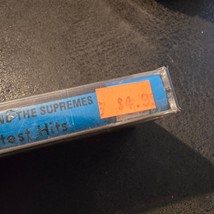 THE SUPREMES
test Hits
$4.9